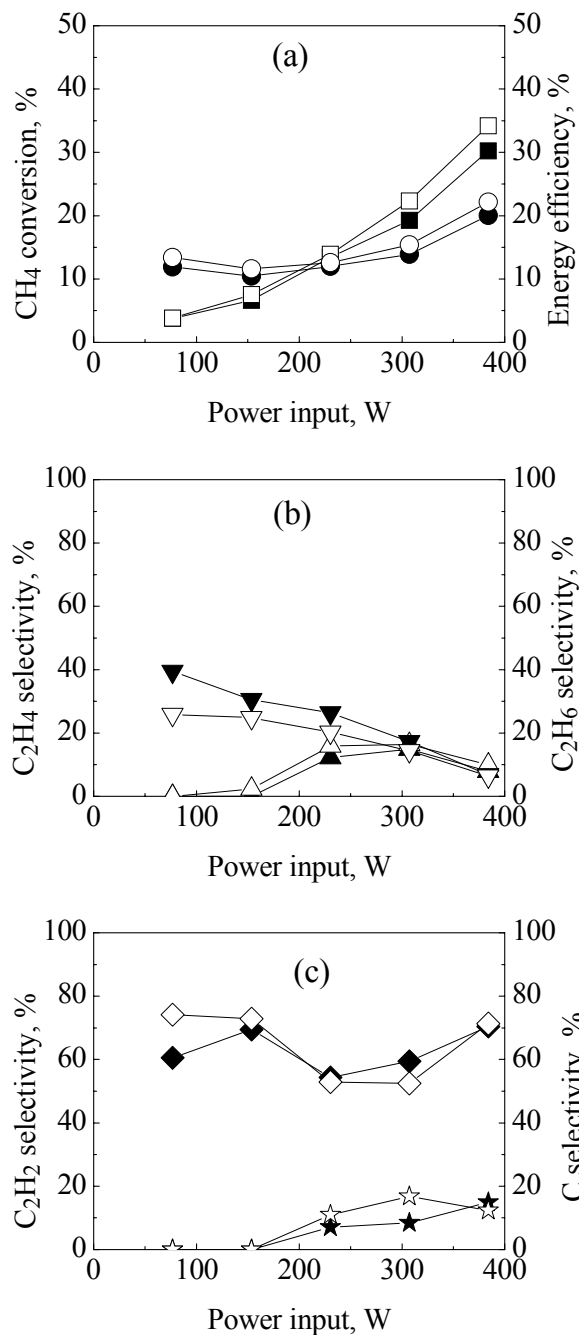 (a)
CH4 conversion, %
Energy efficiency, %
50
40
30
20
10
0
50
40
30
20
10
0
0 100 200 300 400
Power input, W
(b)
C2H4 selectivity, %
C2H6 selectivity, %
100
80
60
40
20
0
100
80
60
40
20
0
0 100 200 300 400
Power input, W
(c)
C2H2 selectivity, %
C selectivity, %
100
80
60
40
20
0
100
80
60
40
20
0
0 100 200 300 400
Power input, W